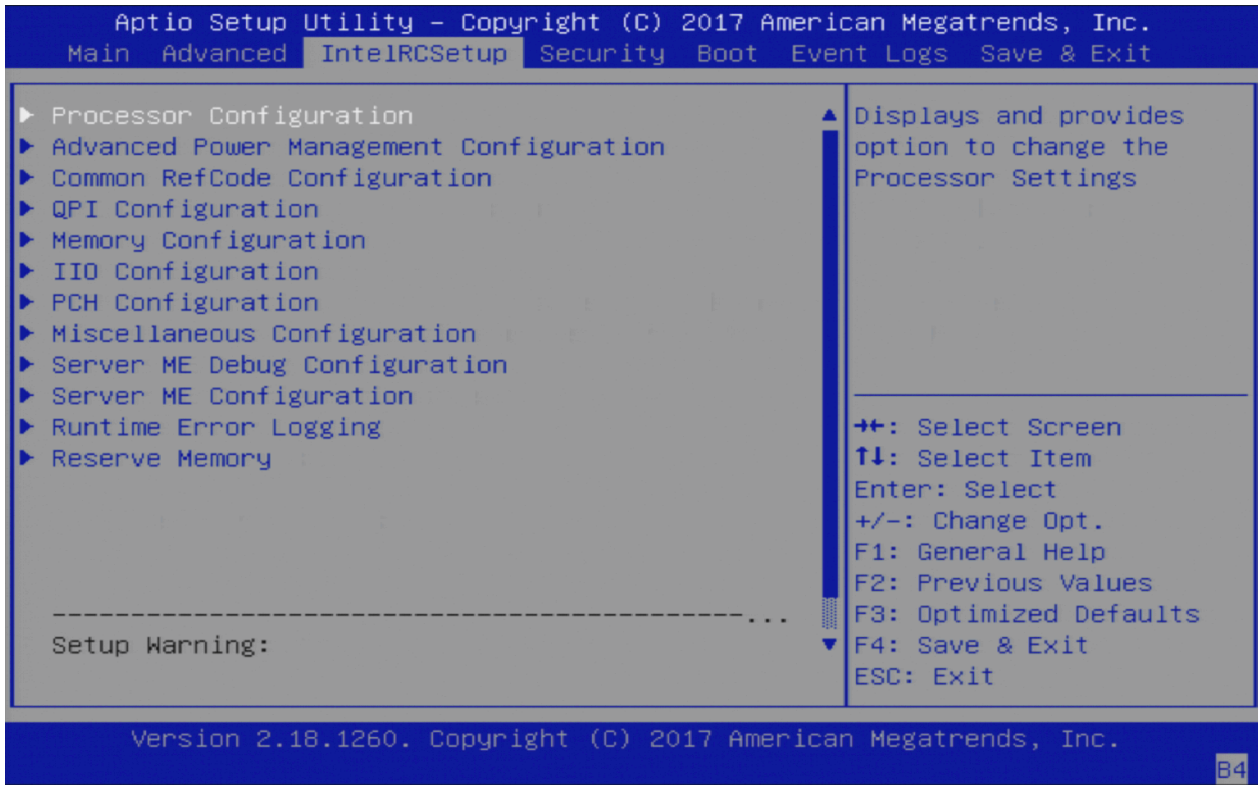 Aptio Setup Utility – Copyright (C) 2017 American Megatrends, Inc.
Main Advanced IntelRCSetup Security Boot Event Logs Save & Exit
▶ Processor Configuration
▶ Advanced Power Management Configuration
▶ Common RefCode Configuration
▶ QPI Configuration
▶ Memory Configuration
▶ IIO Configuration
▶ PCH Configuration
▶ Miscellaneous Configuration
▶ Server ME Debug Configuration
▶ Server ME Configuration
▶ Runtime Error Logging
▶ Reserve Memory
--------------------------------------------...
Setup Warning:
Displays and provides
option to change the
Processor Settings
→←: Select Screen
↑↓: Select Item
Enter: Select
+/-: Change Opt.
F1: General Help
F2: Previous Values
F3: Optimized Defaults
F4: Save & Exit
ESC: Exit
Version 2.18.1260. Copyright (C) 2017 American Megatrends, Inc.
B4